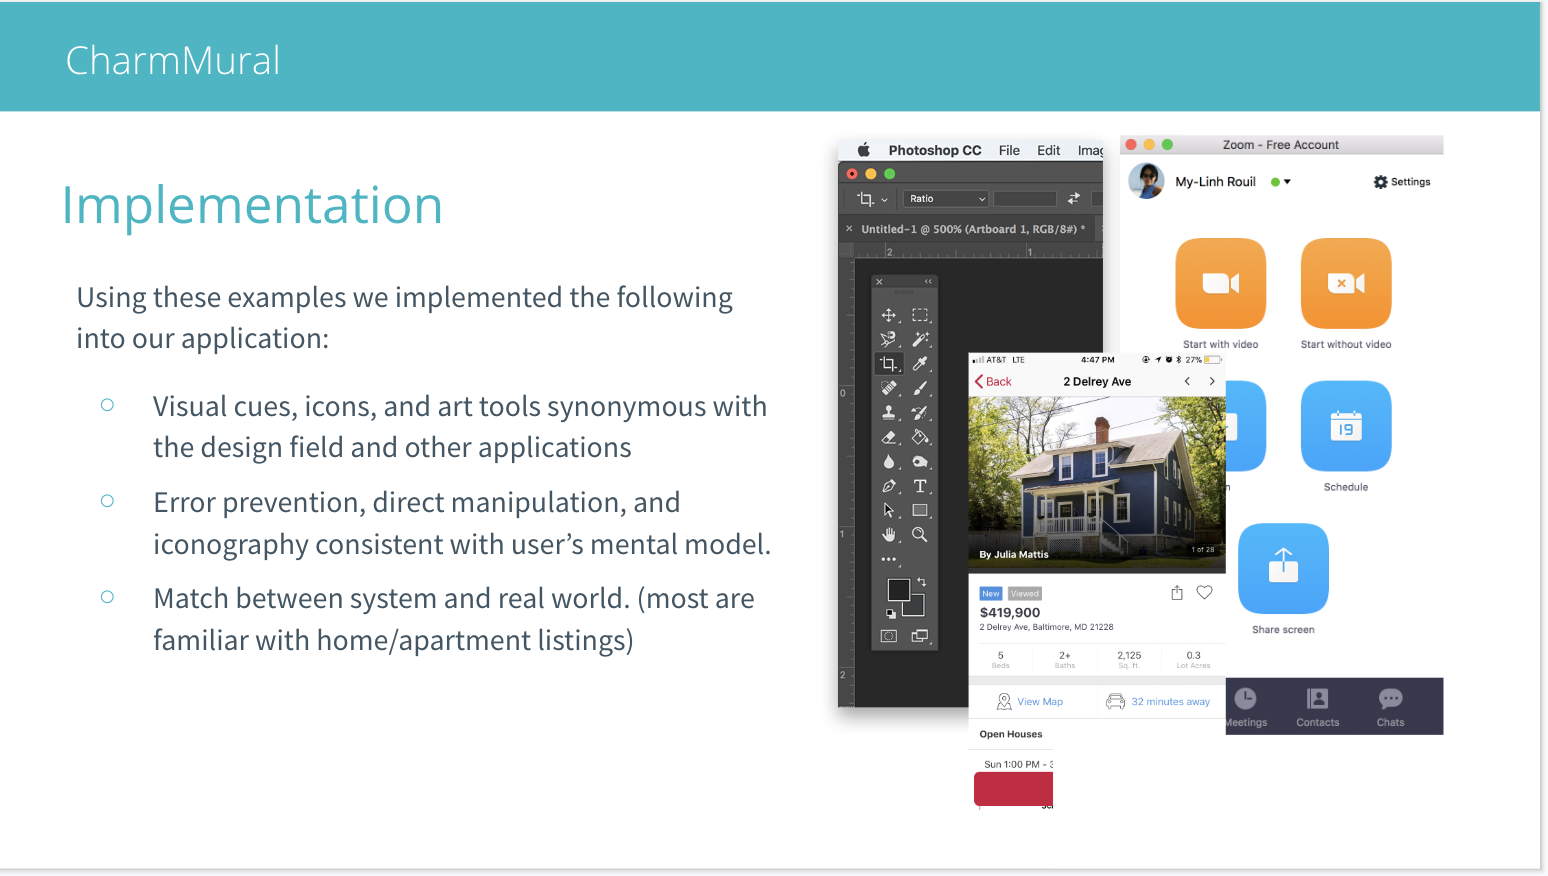 CharmMural
Implementation
Using these examples we implemented the following
into our application:
Visual cues, icons, and art tools synonymous with
the design field and other applications
Error prevention, direct manipulation, and
iconography consistent with user’s mental model.
Match between system and real world. (most are
familiar with home/apartment listings)
Photoshop CC File Edit
Ratio
Untitled-1 @ 500% (Artboard 1, RGB/8#) *
2 1
0
1
2
Zoom - Free Account
My-Linh Rouil
Settings
Start with video
Start without video
19
Schedule
Share screen
Meetings
Contacts
Chats
AT&T LTE
4:47 PM
27%
Back
2 Delrey Ave
By Julia Mattis
1 of 28
New
Viewed
$419,900
2 Delrey Ave, Baltimore, MD 21228
5 2+ 2,125 0.3
Beds Baths Sq. ft. Lot Acres
View Map
32 minutes away
Open Houses
Sun 1:00 PM -